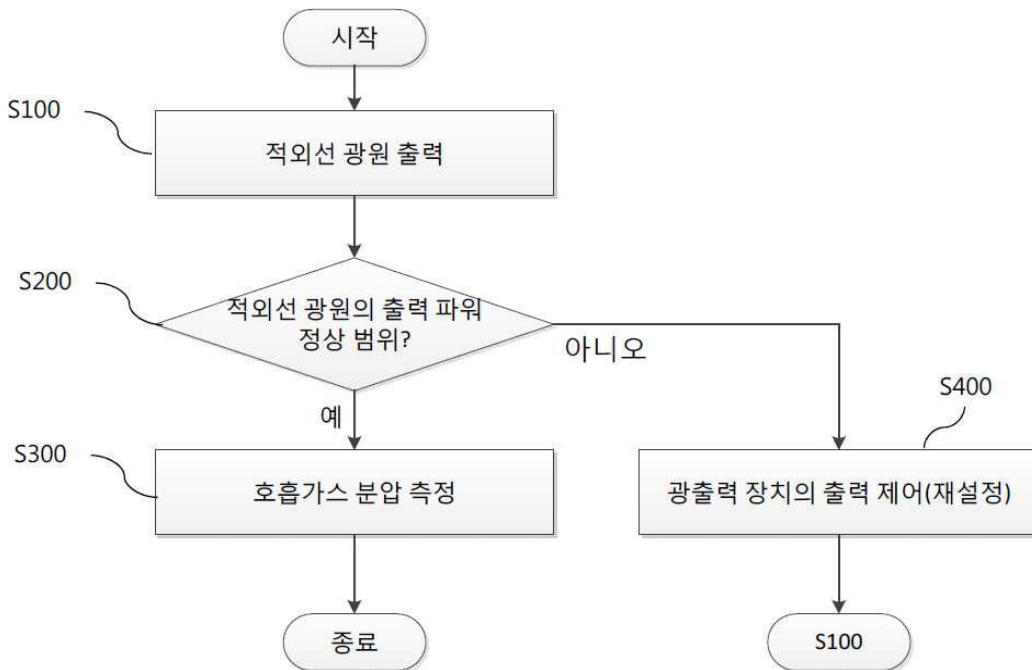 시작
S100
적외선 광원 출력
S200
적외선 광원의 출력 파워
정상 범위?
아니오
예
S400
S300
호흡가스 분압 측정
광출력 장치의 출력 제어(재설정)
종료
S100